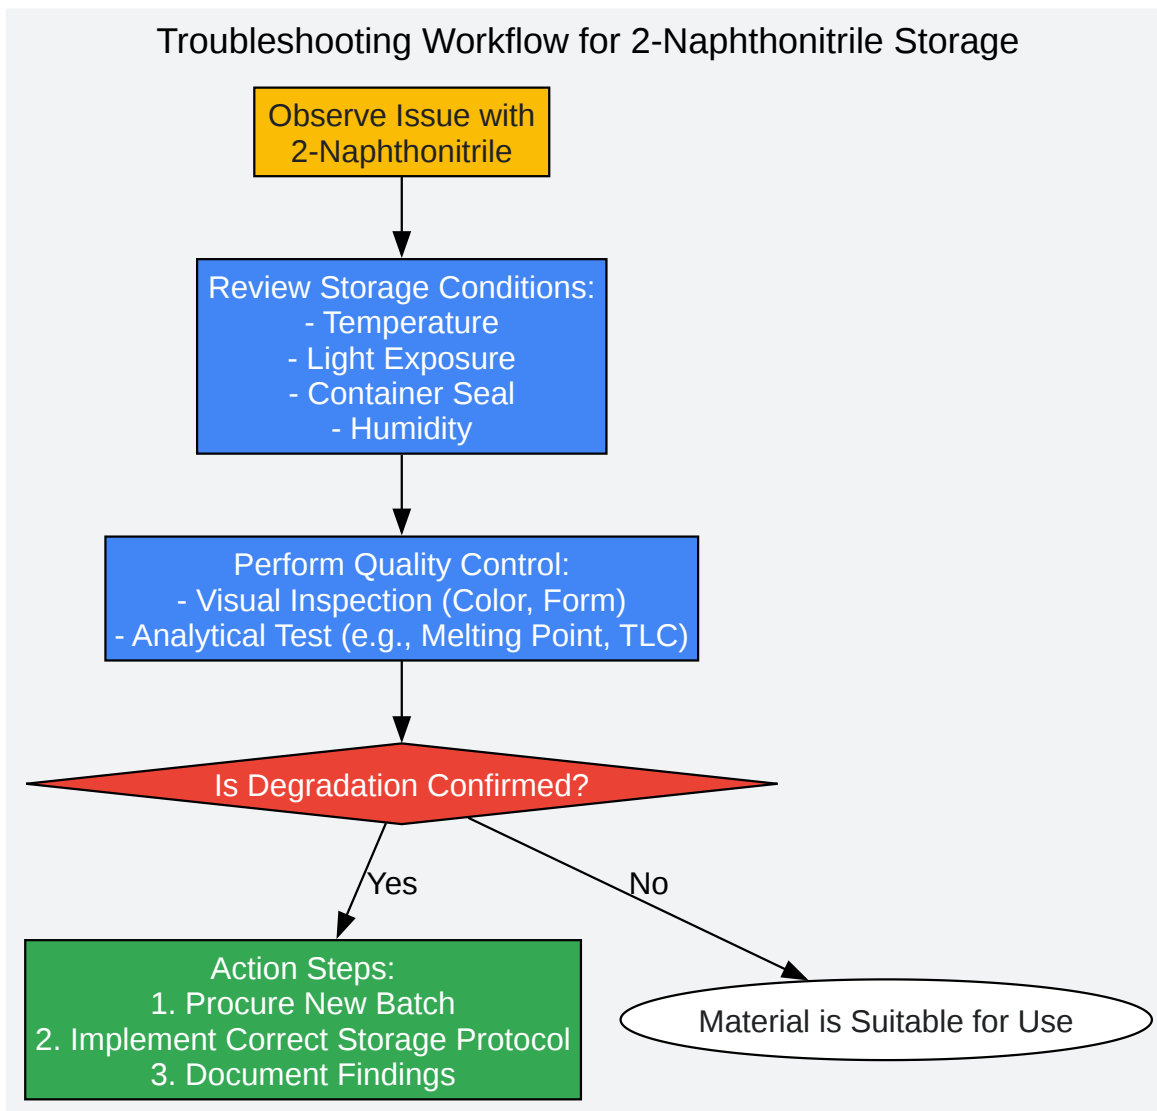 Troubleshooting Workflow for 2-Naphthonitrile Storage
Observe Issue with
2-Naphthonitrile
Review Storage Conditions:
- Temperature
- Light Exposure
- Container Seal
- Humidity
Perform Quality Control:
- Visual Inspection (Color, Form)
- Analytical Test (e.g., Melting Point, TLC)
Is Degradation Confirmed?
Yes
No
Action Steps:
1. Procure New Batch
2. Implement Correct Storage Protocol
3. Document Findings
Material is Suitable for Use